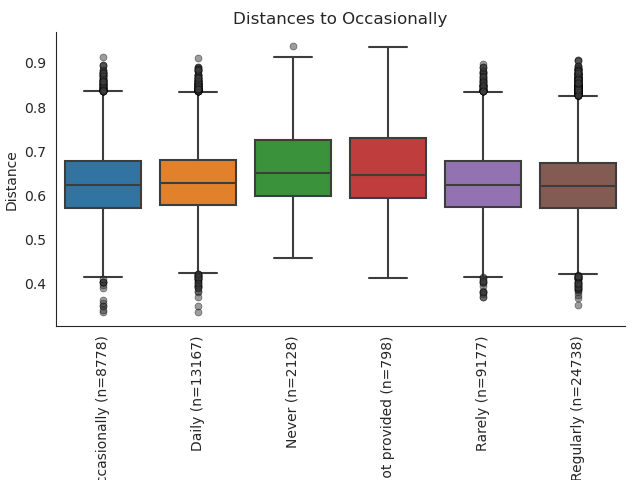 Distances to Occasionally
Distance
0.9
0.8
0.7
0.6
0.5
0.4
ccasionally (n=8778)
Daily (n=13167)
Never (n=2128)
ot provided (n=798)
Rarely (n=9177)
Regularly (n=24738)